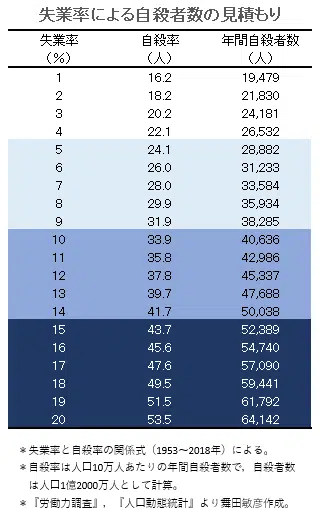 失業率による自殺者数の見積もり
失業率 自殺率 年間自殺者数
(%) (人) (人)
1 16.2 19,479
2 18.2 21,830
3 20.2 24,181
4 22.1 26,532
5 24.1 28,882
6 26.0 31,233
7 28.0 33,584
8 29.9 35,934
9 31.9 38,285
10 33.9 40,636
11 35.8 42,986
12 37.8 45,337
13 39.7 47,688
14 41.7 50,038
15 43.7 52,389
16 45.6 54,740
17 47.6 57,090
18 49.5 59,441
19 51.5 61,792
20 53.5 64,142
*失業率と自殺率の関係式(1953~2018年)による。
*自殺率は人口10万人あたりの年間自殺者数で,自殺者数
は人口1億2000万人として計算。
*『労働力調査』,『人口動態統計』より舞田敏彦作成。